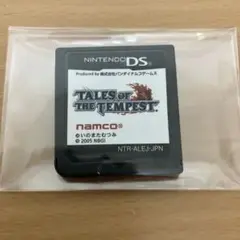 NINTENDO DS
Produced by 株式会社バンダイナムコゲームス
TALES OF
THE TEMPEST
namco
©いのまたむつみ
© 2005 NBGI
NTR-ALEJ-JPN